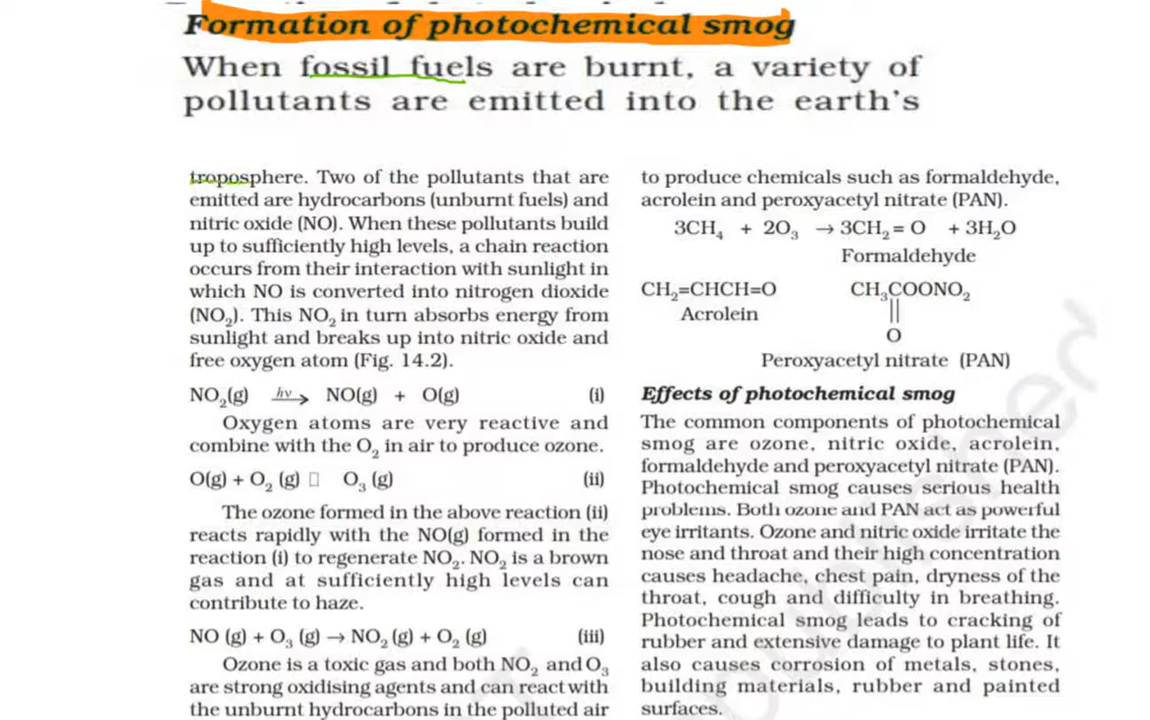 Formation of photochemical smog
When fossil fuels are burnt, a variety of
pollutants are emitted into the earth's
troposphere. Two of the pollutants that are
emitted are hydrocarbons (unburnt fuels) and
nitric oxide (NO). When these pollutants build
up to sufficiently high levels, a chain reaction
occurs from their interaction with sunlight in
which NO is converted into nitrogen dioxide
(NO₂). This NO₂ in turn absorbs energy from
sunlight and breaks up into nitric oxide and
free oxygen atom (Fig. 14.2).
NO₂(g) hν→ NO(g) + O(g) (i)
Oxygen atoms are very reactive and
combine with the O₂ in air to produce ozone.
O(g) + O₂ (g) □ O₃ (g) (ii)
The ozone formed in the above reaction (ii)
reacts rapidly with the NO(g) formed in the
reaction (i) to regenerate NO₂. NO₂ is a brown
gas and at sufficiently high levels can
contribute to haze.
NO (g) + O₃ (g) → NO₂ (g) + O₂ (g) (iii)
Ozone is a toxic gas and both NO₂ and O₃
are strong oxidising agents and can react with
the unburnt hydrocarbons in the polluted air
to produce chemicals such as formaldehyde,
acrolein and peroxyacetyl nitrate (PAN).
3CH₄ + 2O₃ → 3CH₂ = O + 3H₂O
Formaldehyde
CH₂=CHCH=O CH₃COONO₂
Acrolein ||
O
Peroxyacetyl nitrate (PAN)
Effects of photochemical smog
The common components of photochemical
smog are ozone, nitric oxide, acrolein,
formaldehyde and peroxyacetyl nitrate (PAN).
Photochemical smog causes serious health
problems. Both ozone and PAN act as powerful
eye irritants. Ozone and nitric oxide irritate the
nose and throat and their high concentration
causes headache, chest pain, dryness of the
throat, cough and difficulty in breathing.
Photochemical smog leads to cracking of
rubber and extensive damage to plant life. It
also causes corrosion of metals, stones,
building materials, rubber and painted
surfaces.